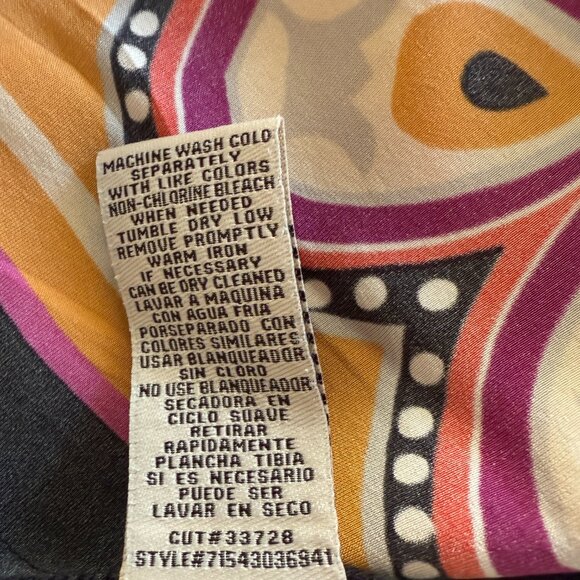 MACHINE WASH COLD
SEPARATELY
WITH LIKE COLORS
NON-CHLORINE BLEACH
WHEN NEEDED
TUMBLE DRY LOW
REMOVE PROMPTLY
WARM IRON
IF NECESSARY
CAN BE DRY CLEANED
LAVAR A MAQUINA
CON AGUA FRIA
PORSEPARADO CON
COLORES SIMILARES
USAR BLANQUEADOR
SIN CLORO
NO USE BLANQUEADOR
SECADORA EN
CICLO SUAVE
RETIRAR
RAPIDAMENTE
PLANCHA TIBIA
SI ES NECESARIO
PUEDE SER
LAVAR EN SECO
CUT#33728
STYLE#71543036941